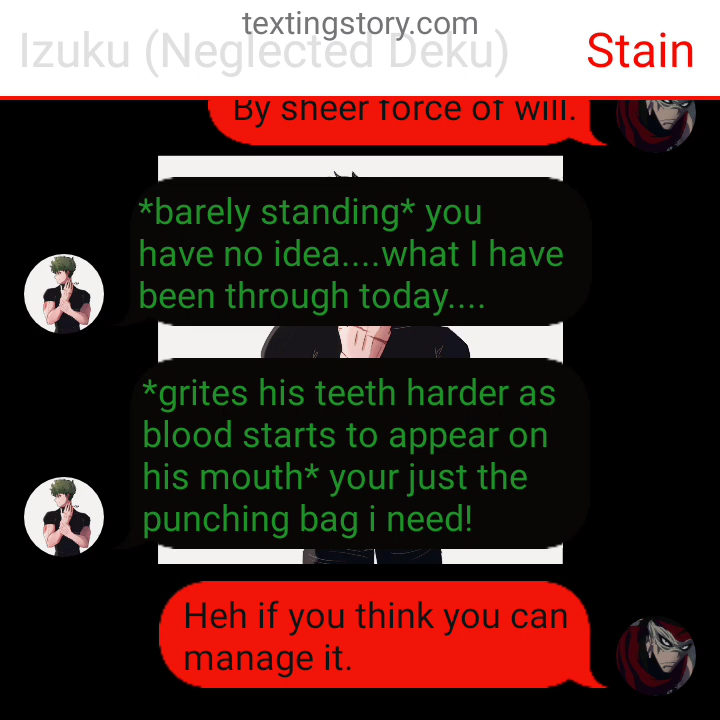 textingstory.com
Izuku (Neglected Deku)
Stain
By sheer force of will.
*barely standing* you
have no idea....what I have
been through today....
*grites his teeth harder as
blood starts to appear on
his mouth* your just the
punching bag i need!
Heh if you think you can
manage it.